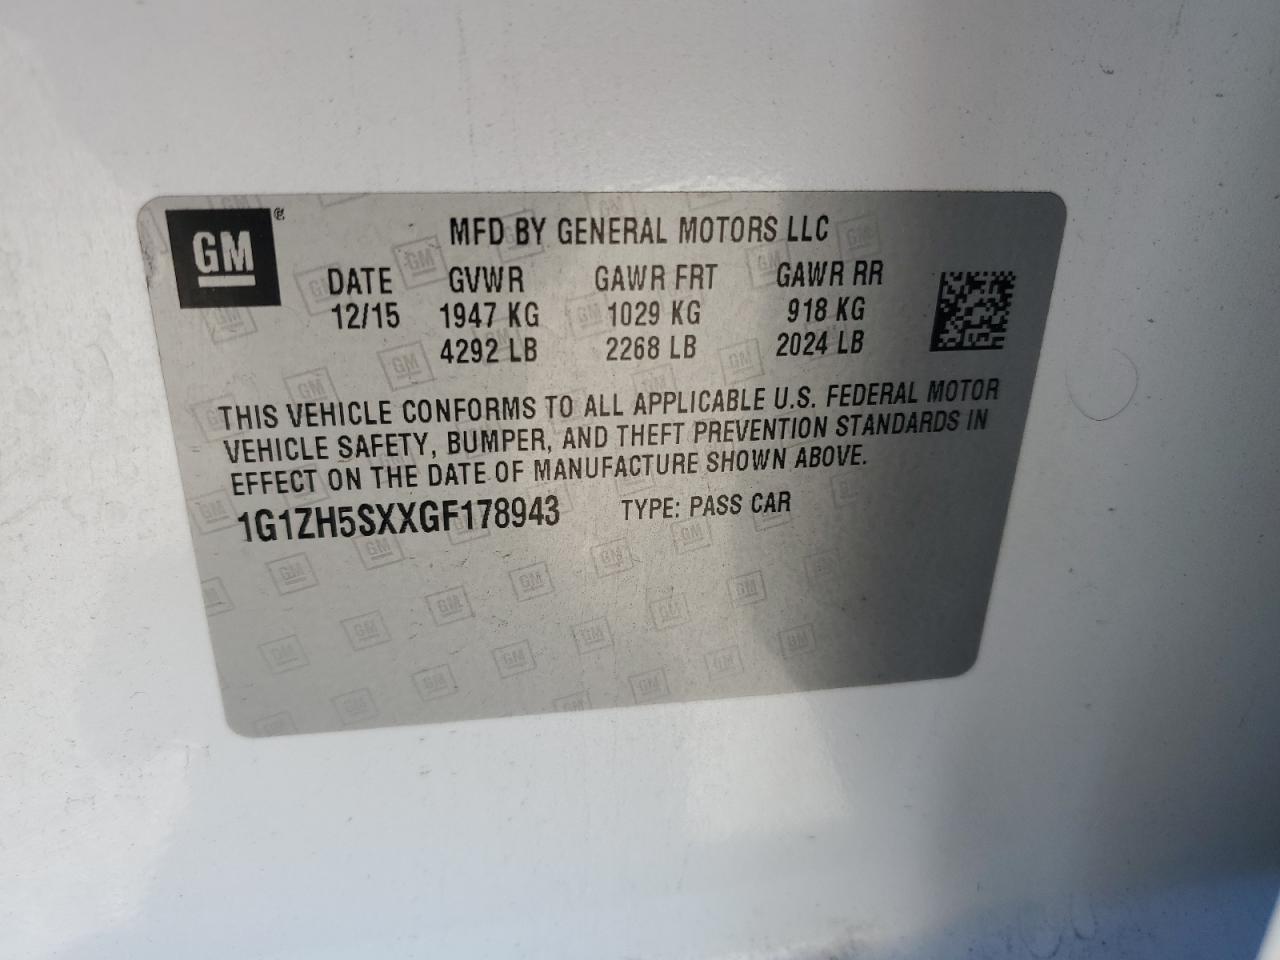 GM®
MFD BY GENERAL MOTORS LLC
DATE GVWR GAWR FRT GAWR RR
12/15 1947 KG 1029 KG 918 KG
4292 LB 2268 LB 2024 LB
THIS VEHICLE CONFORMS TO ALL APPLICABLE U.S. FEDERAL MOTOR
VEHICLE SAFETY, BUMPER, AND THEFT PREVENTION STANDARDS IN
EFFECT ON THE DATE OF MANUFACTURE SHOWN ABOVE.
1G1ZH5SXXGF178943 TYPE: PASS CAR